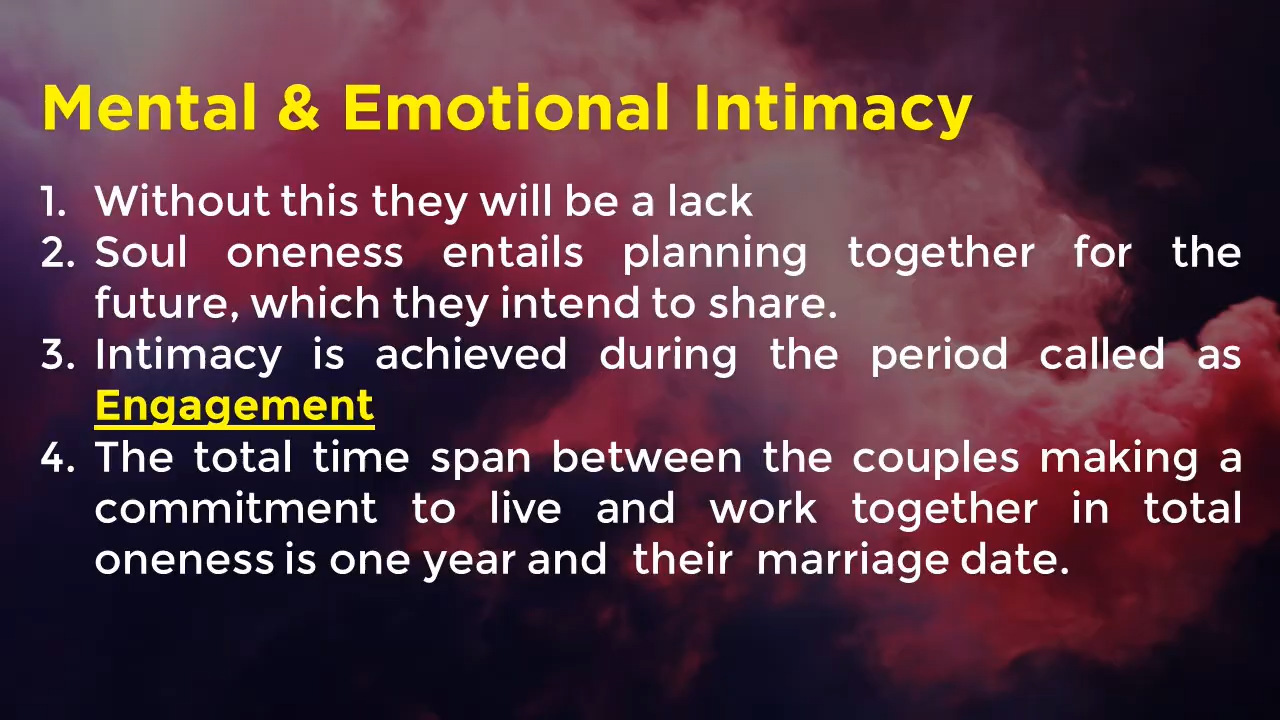 Mental & Emotional Intimacy
1. Without this they will be a lack
2. Soul oneness entails planning together for the
future, which they intend to share.
3. Intimacy is achieved during the period called as
Engagement
4. The total time span between the couples making a
commitment to live and work together in total
oneness is one year and their marriage date.